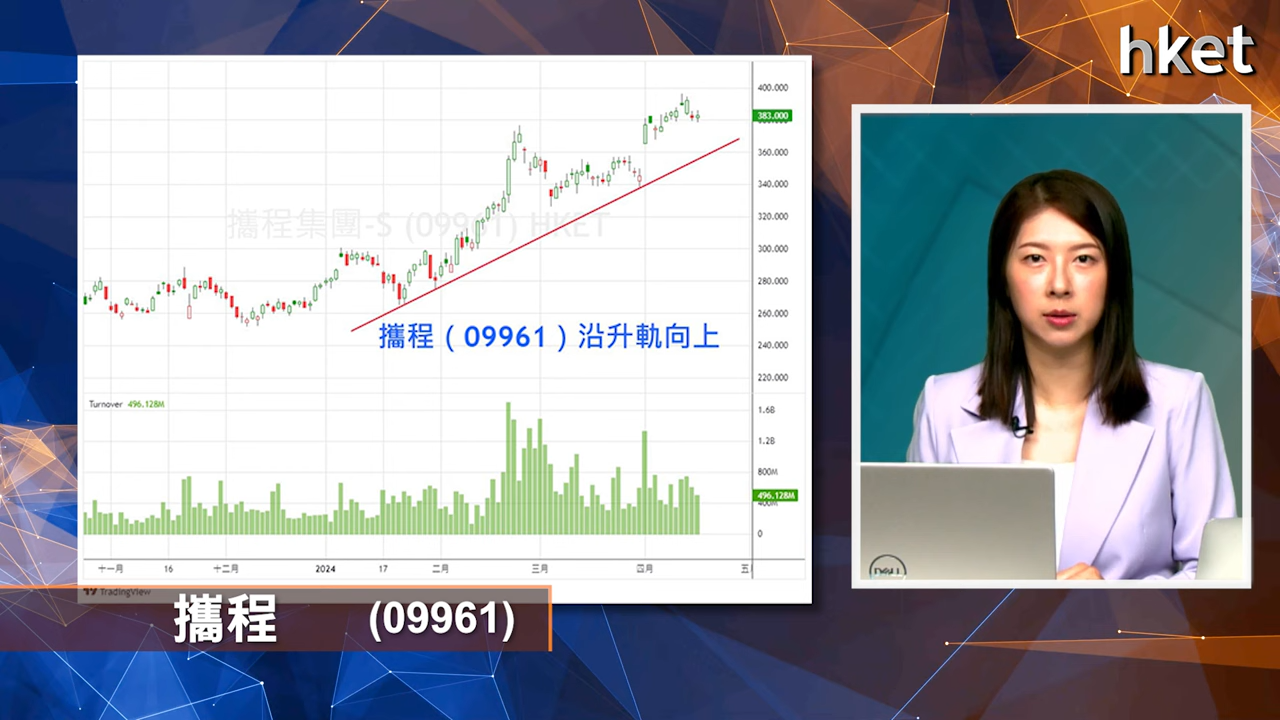 hket
400.000
383.000
360.000
340.000
320.000
攜程集團-S (09961) HKET
300.000
280.000
260.000
攜程（09961）沿升軌向上
240.000
220.000
Turnover 496.128M
1.6B
1.2B
800M
496.128M
400M
0
十一月 16 十二月 2024 17 二月 三月 四月 五
TradingView
攜程 (09961)
DELL